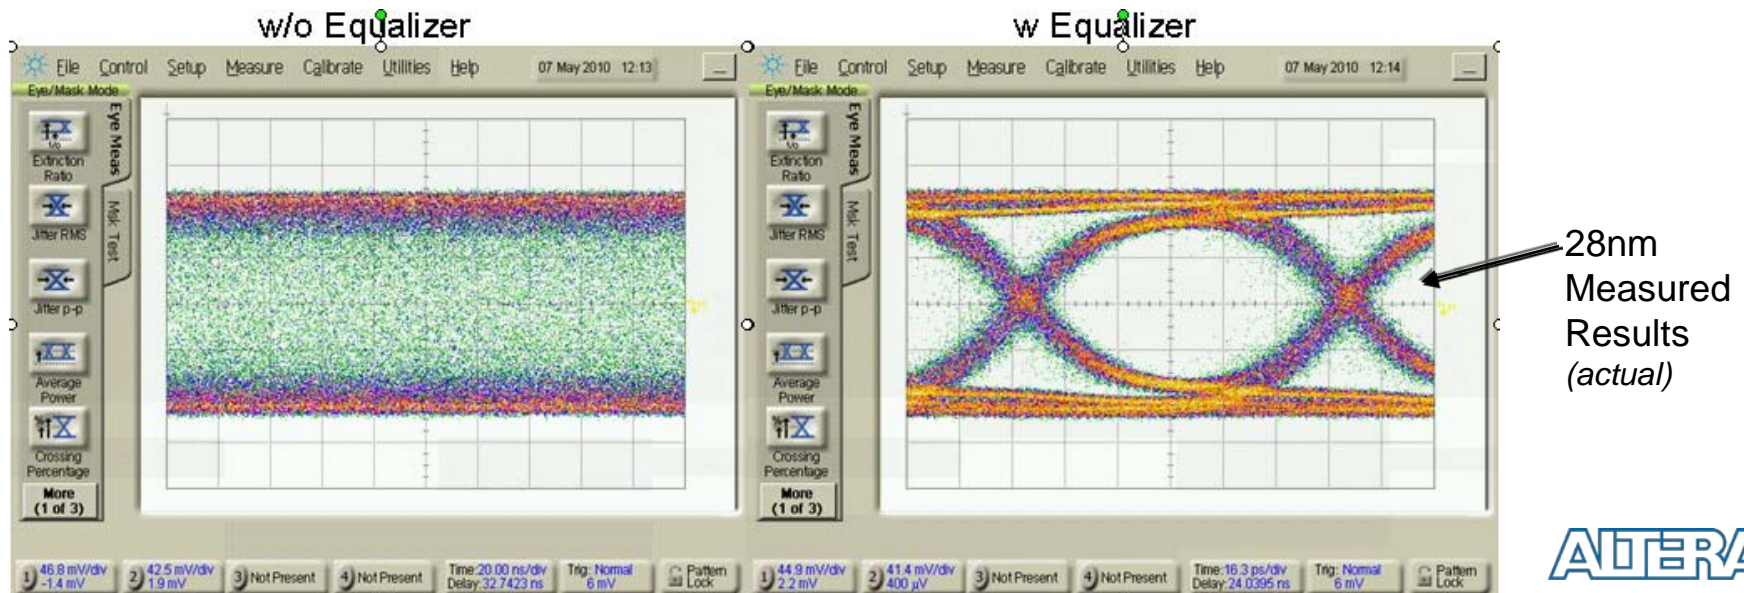 w/o Equalizer
File Control Setup Measure Calibrate Utilities Help 07 May 2010 12:13
Eye/Mask Mode
Eye Meas
Msk Test
Extinction
Ratio
Jitter RMS
Jitter p-p
Average
Power
Crossing
Percentage
More
(1 of 3)
1) 46.8 mV/div
-1.4 mV
2) 42.5 mV/div
1.9 mV
3) Not Present
4) Not Present
Time:20.00 ns/div
Delay:32.7423 ns
Trig: Normal
6 mV
Pattern
Lock
w Equalizer
File Control Setup Measure Calibrate Utilities Help 07 May 2010 12:14
Eye/Mask Mode
Eye Meas
Msk Test
Extinction
Ratio
Jitter RMS
Jitter p-p
Average
Power
Crossing
Percentage
More
(1 of 3)
1) 44.9 mV/div
2.2 mV
2) 41.4 mV/div
400 µV
3) Not Present
4) Not Present
Time:16.3 ps/div
Delay:24.0395 ns
Trig: Normal
6 mV
Pattern
Lock
28nm
Measured
Results
(actual)
ALTERA